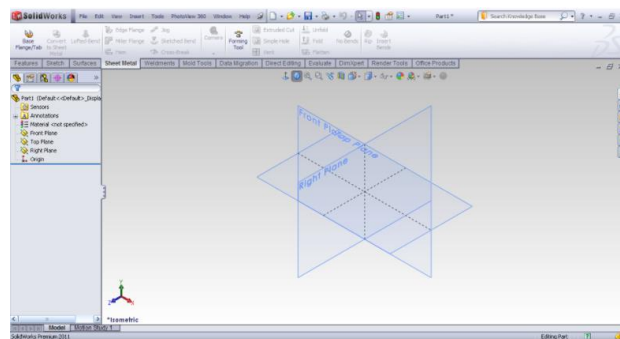 SolidWorks File Edit View Insert Tools PhotoView 360 Window Help Part1* Search Knowledge Base
Base Flange/Tab Convert to Sheet Metal Lofted-Bend Edge Flange Jog Corners Forming Tool Extruded Cut Unfold No Bends Rip Insert Bends
Miter Flange Sketched Bend Simple Hole Fold
Hem Cross-Break Vent Flatten
Features Sketch Surfaces Sheet Metal Weldments Mold Tools Data Migration Direct Editing Evaluate DimXpert Render Tools Office Products
Part1 (Default<<Default>_Displa
Sensors
Annotations
Material <not specified>
Front Plane
Top Plane
Right Plane
Origin
Front Plane
Top Plane
Right Plane
*Isometric
Model Motion Study 1
SolidWorks Premium 2011 Editing Part